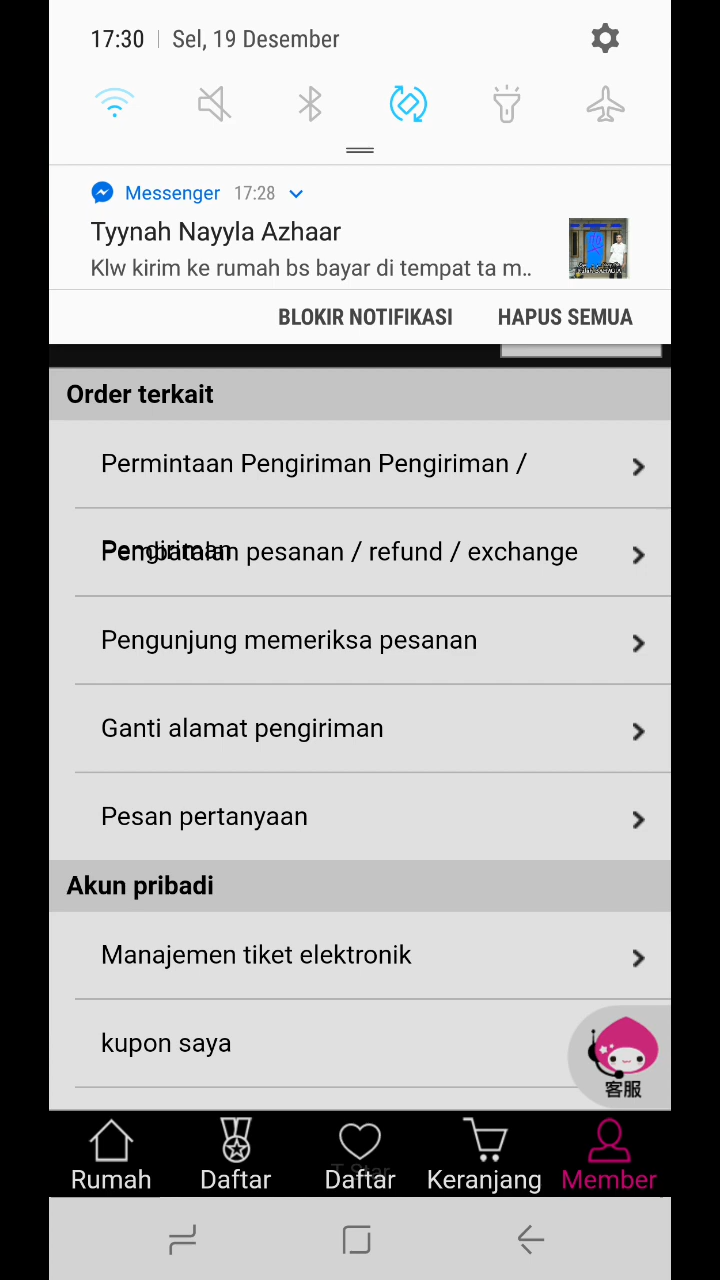 17:30 | Sel, 19 Desember
Messenger 17:28
Tyynah Nayyla Azhaar
Klw kirim ke rumah bs bayar di tempat ta m..
BLOKIR NOTIFIKASI HAPUS SEMUA
Order terkait
Permintaan Pengiriman Pengiriman /
Pengiriman
Pembatalan pesanan / refund / exchange
Pengunjung memeriksa pesanan
Ganti alamat pengiriman
Pesan pertanyaan
Akun pribadi
Manajemen tiket elektronik
kupon saya
客服
Rumah Daftar Daftar Keranjang Member